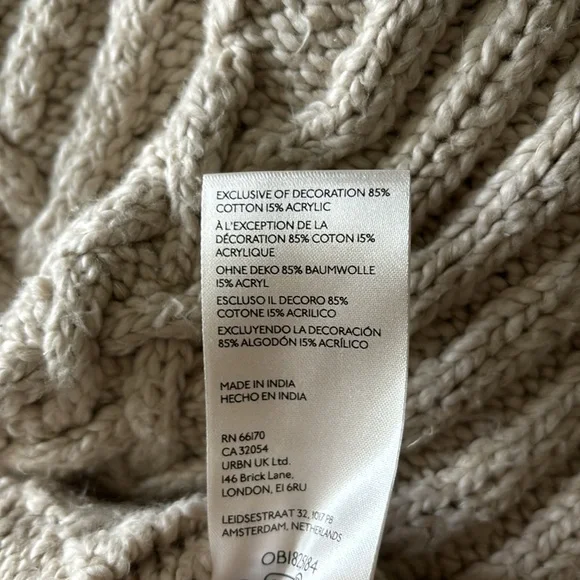 EXCLUSIVE OF DECORATION 85%
COTTON 15% ACRYLIC
À L'EXCEPTION DE LA
DÉCORATION 85% COTON 15%
ACRYLIQUE
OHNE DEKO 85% BAUMWOLLE
15% ACRYL
ESCLUSO IL DECORO 85%
COTONE 15% ACRILICO
EXCLUYENDO LA DECORACIÓN
85% ALGODÓN 15% ACRÍLICO
MADE IN INDIA
HECHO EN INDIA
RN 66170
CA 32054
URBN UK Ltd.
146 Brick Lane,
LONDON, E1 6RU
LEIDSESTRAAT 32, 1017 PB
AMSTERDAM, NETHERLANDS